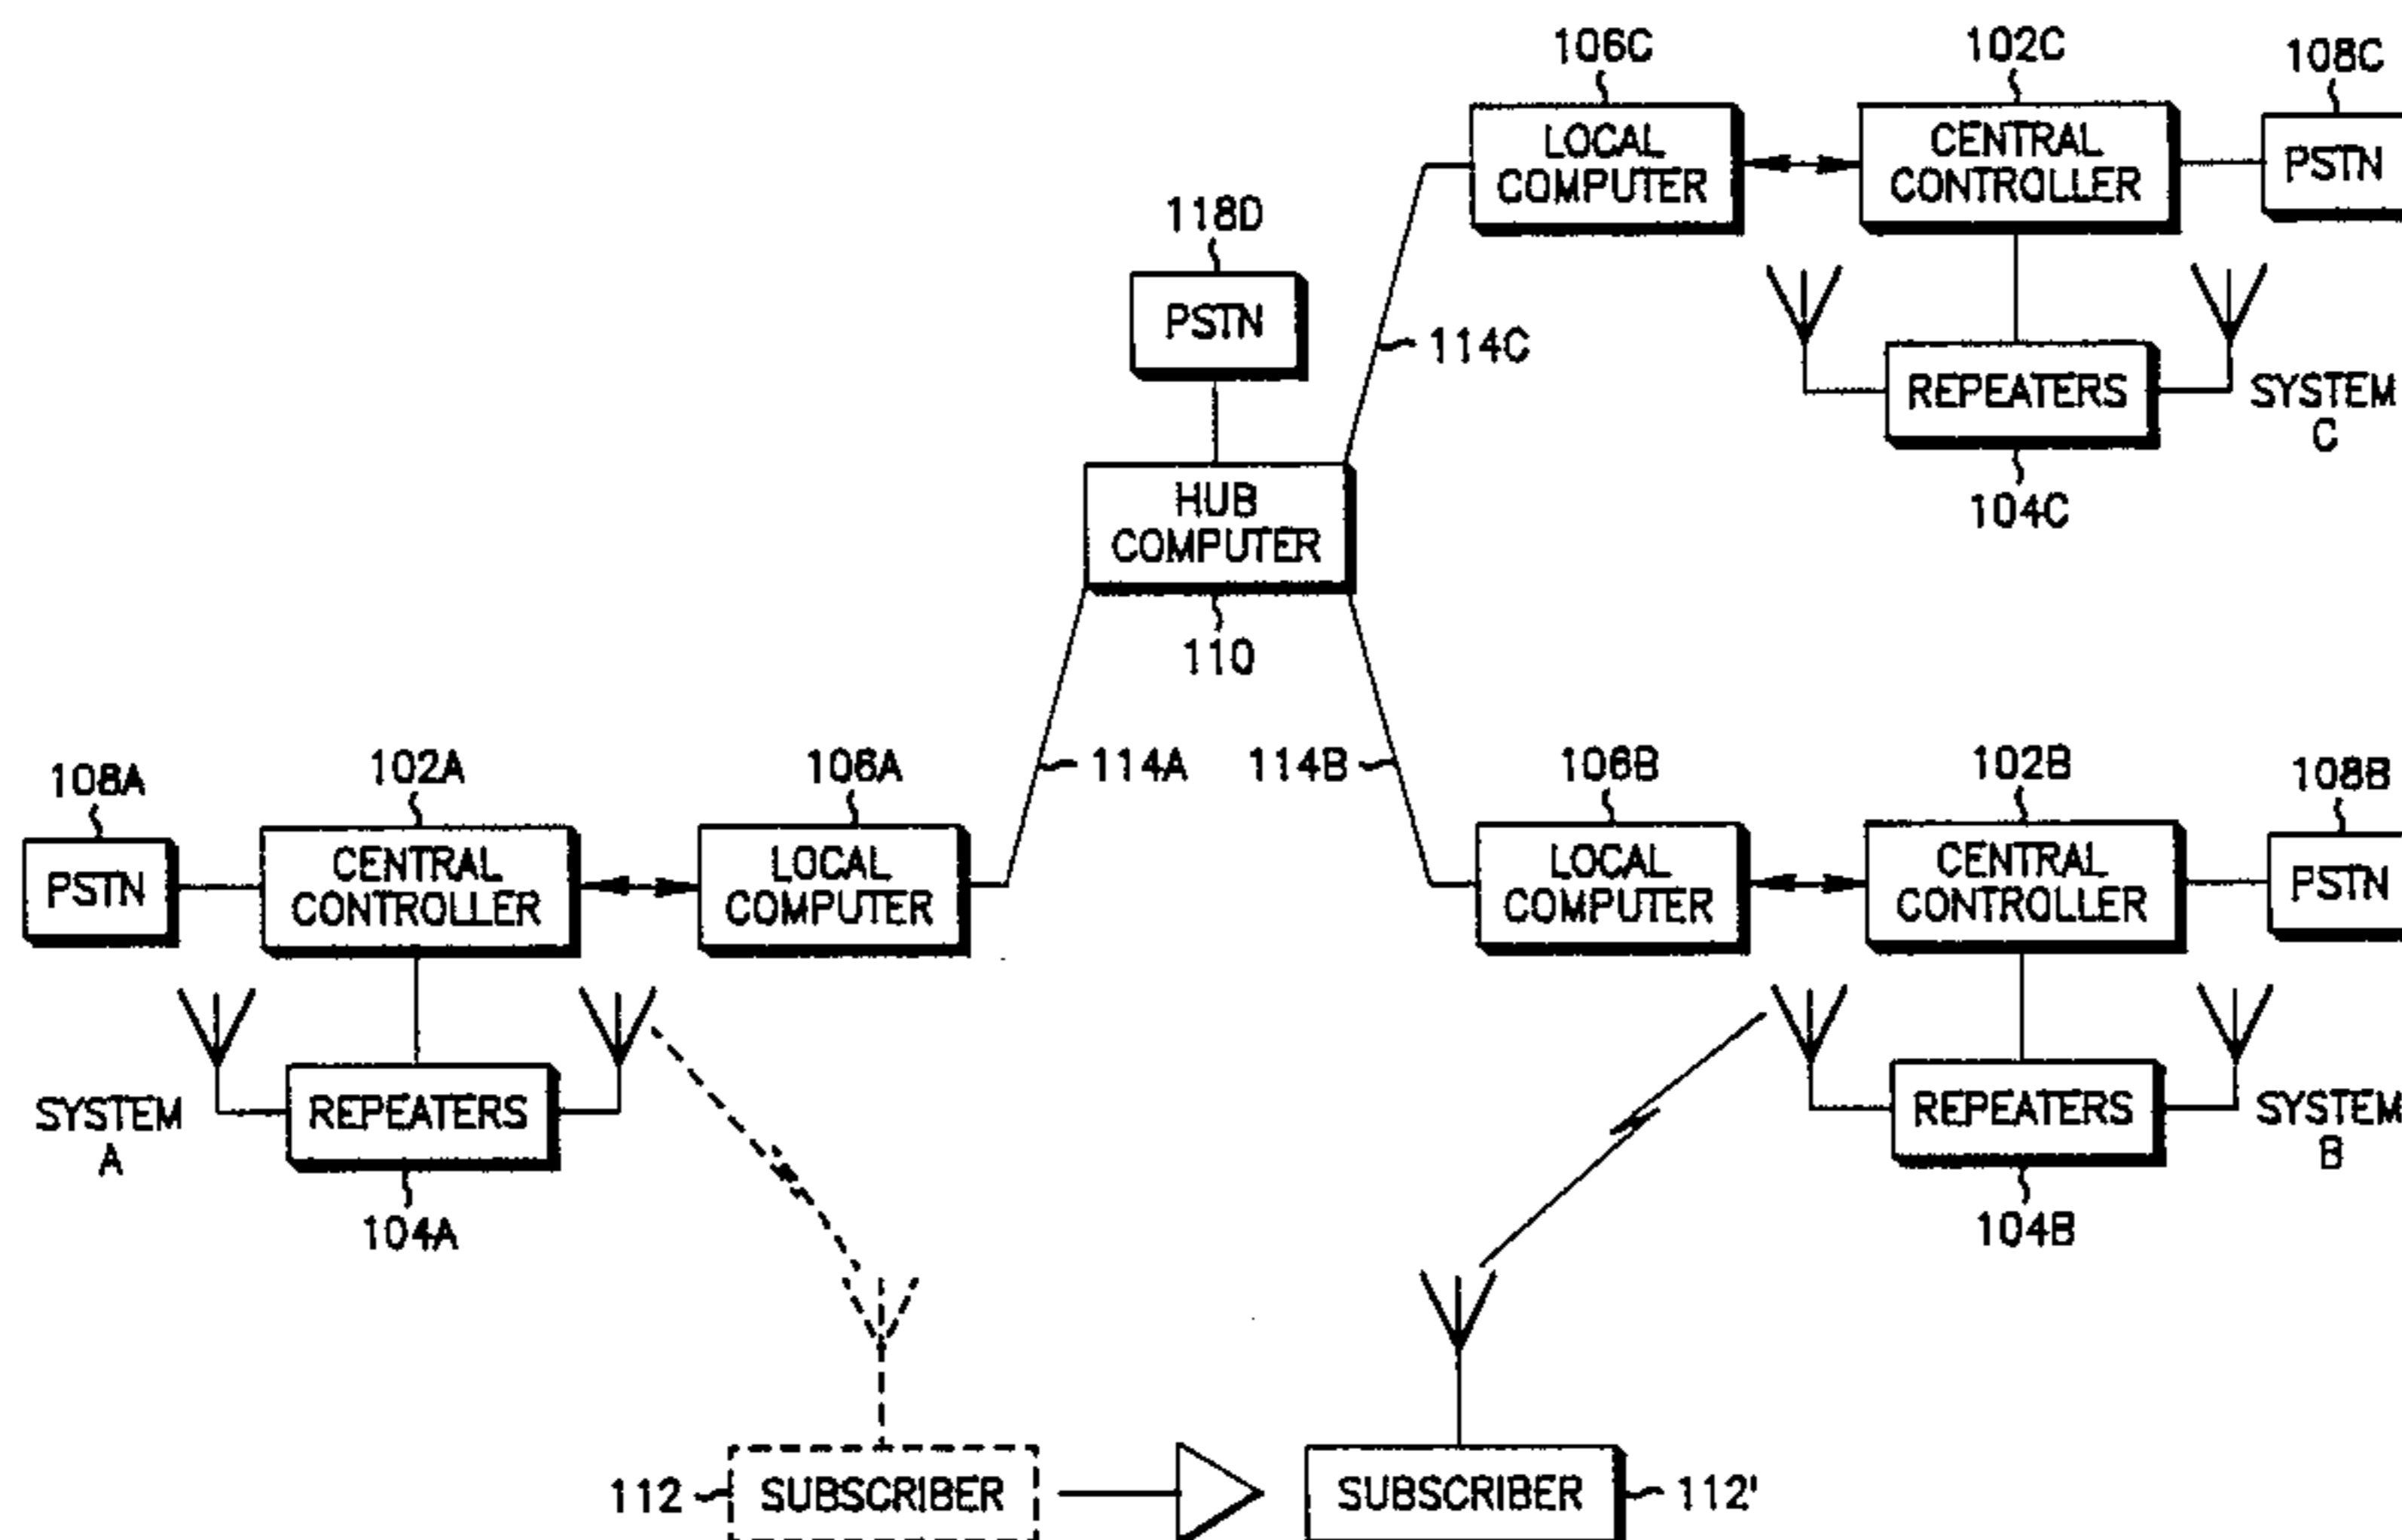 106C
102C
108C
LOCAL
COMPUTER
CENTRAL
CONTROLLER
PSTN
118D
PSTN
114C
REPEATERS
SYSTEM
C
104C
HUB
COMPUTER
110
108A
102A
106A
114A
114B
106B
102B
108B
PSTN
CENTRAL
CONTROLLER
LOCAL
COMPUTER
LOCAL
COMPUTER
CENTRAL
CONTROLLER
PSTN
SYSTEM
A
REPEATERS
104A
REPEATERS
SYSTEM
B
104B
112
SUBSCRIBER
SUBSCRIBER
112'